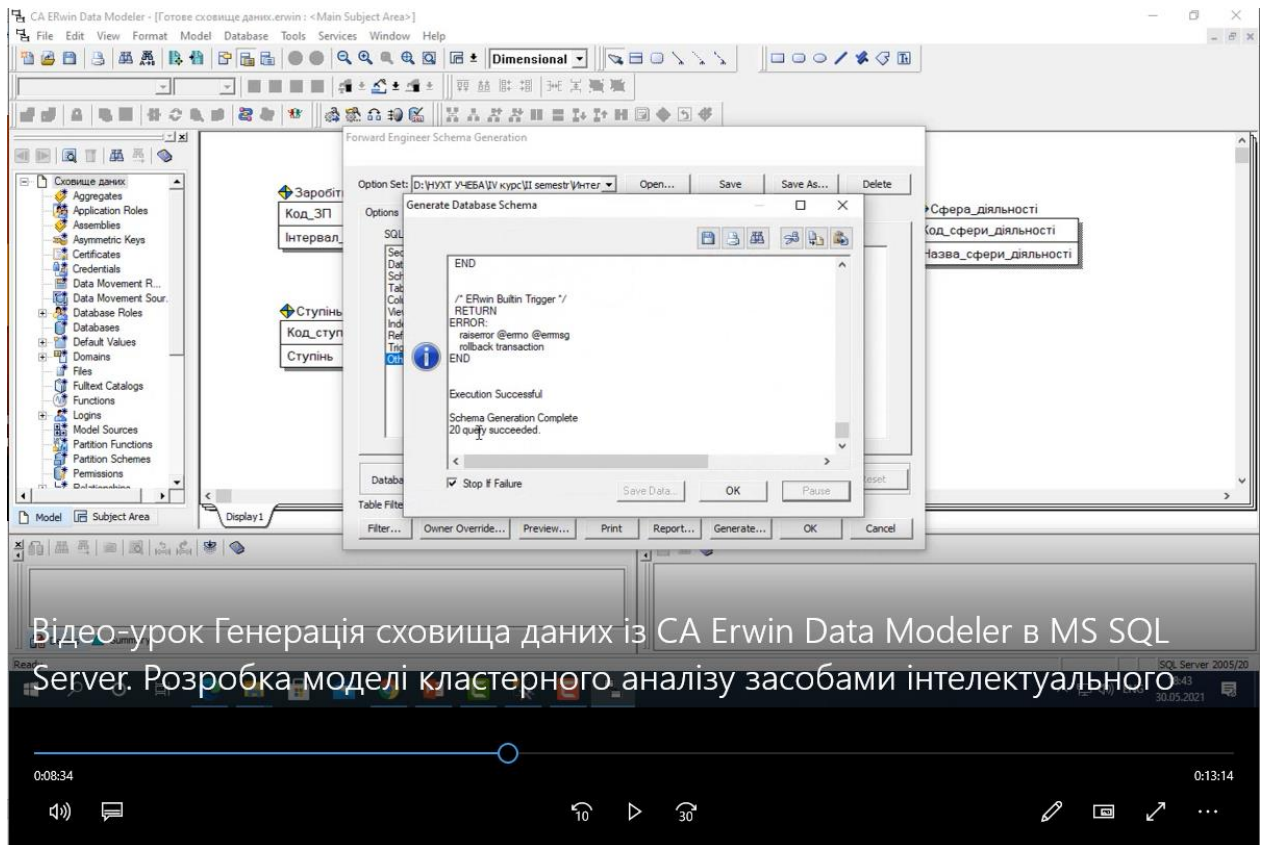 CA ERwin Data Modeler - [Готове сховище даних.erwin : <Main Subject Area>]
File Edit View Format Model Database Tools Services Window Help
Dimensional
Сховище даних
Aggregates
Application Roles
Assemblies
Asymmetric Keys
Certificates
Credentials
Data Movement R...
Data Movement Sour.
Database Roles
Databases
Default Values
Domains
Files
Fulltext Catalogs
Functions
Logins
Model Sources
Partition Functions
Partition Schemes
Permissions
Model Subject Area
Display1
Код_ЗП
Ступінь
Сфера_діяльності
Код_сфери_діяльності
Назва_сфери_діяльності
Forward Engineer Schema Generation
Option Set: D:\НУХТ УЧЕБА\IV курс\II semestr\Интер Open... Save Save As... Delete
Options
Generate Database Schema
END
/* ERwin Builtin Trigger */
RETURN
ERROR:
raiserror @errno @errmsg
rollback transaction
END
Execution Successful
Schema Generation Complete
20 query succeeded.
Stop If Failure Save Data... OK Pause
Filter... Owner Override... Preview... Print Report... Generate... OK Cancel
Відео-урок Генерація сховища даних із CA Erwin Data Modeler в MS SQL
Server. Розробка моделі кластерного аналізу засобами інтелектуального
SQL Server 2005/20
30.05.2021
0:08:34 0:13:14
10 30